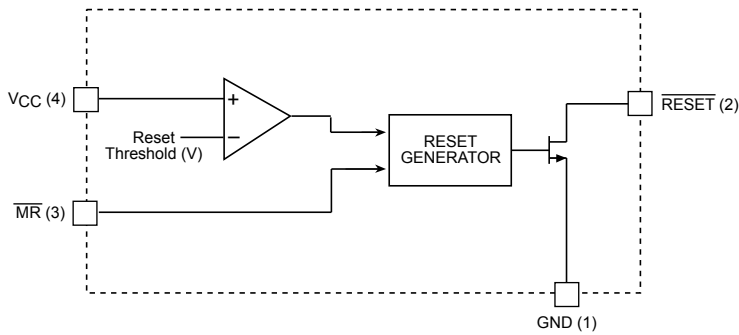 VCC (4)
+
RESET (2)
Reset
Threshold (V)
−
RESET
GENERATOR
MR (3)
GND (1)